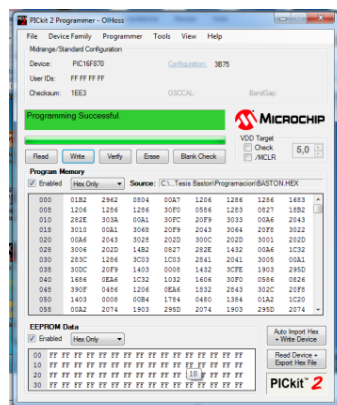 PICkit 2 Programmer - OlHoss
File Device Family Programmer Tools View Help
Midrange/Standard Configuration
Device: PIC16F870 Configuration: 3B75
User IDs: FF FF FF FF
Checksum: 1EE3 OSCCAL: BandGap:
Programming Successful.
MICROCHIP
VDD Target
Check
/MCLR
5,0
Read Write Verify Erase Blank Check
Program Memory
Enabled Hex Only Source: C:\...Tesis Baston\Programacion\BASTON.HEX
000 01B2 2962 0804 00A7 1206 1286 1286 1683
008 1206 1286 1286 30F0 0586 1283 0827 18B2
010 282E 303A 00A1 30FC 20F9 3033 00A6 2043
018 3010 00A1 3068 20F9 2043 3064 20F8 3022
020 00A6 2043 3028 202D 300C 202D 3001 202D
028 3006 202D 14B2 0827 282E 1432 00A6 1C32
030 283C 1286 3C03 1C03 2841 2041 3005 00A1
038 30DC 20F9 1403 0008 1432 3CFE 1903 295D
040 1686 0EA6 1C32 1032 1606 30F0 0586 0826
048 390F 0486 1206 0EA6 1832 2843 302C 20F8
050 1403 0008 00B4 1784 0480 1384 01A2 1C20
058 00A2 2074 1903 295D 2074 1903 295D 2074
EEPROM Data
Enabled Hex Only
Auto Import Hex
+ Write Device
Read Device +
Export Hex File
00 FF FF FF FF FF FF FF FF FF FF FF FF FF FF FF FF
10 FF FF FF FF FF FF FF FF FF FF FF FF FF FF FF FF
20 FF FF FF FF FF FF FF FF FF FF FF 1B FF FF FF
30 FF FF FF FF FF FF FF FF FF FF FF FF FF FF FF FF
PICkit™ 2